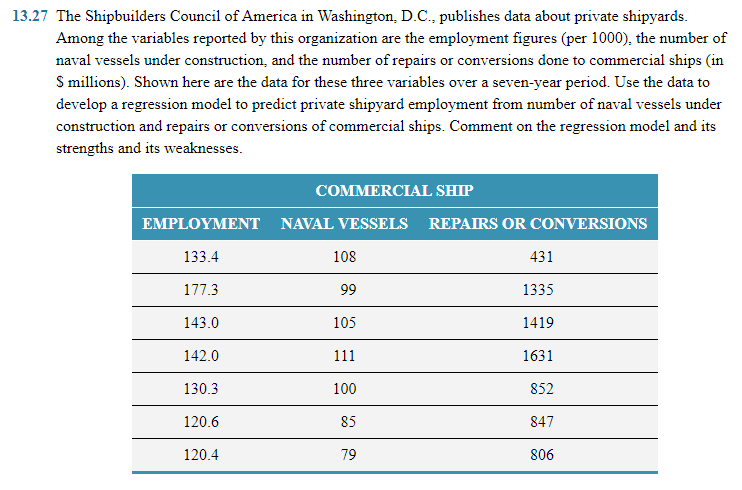 13.27 The Shipbuilders Council of America in Washington, D.C., publishes data about private shipyards.
Among the variables reported by this organization are the employment figures (per 1000), the number of
naval vessels under construction, and the number of repairs or conversions done to commercial ships (in
$ millions). Shown here are the data for these three variables over a seven-year period. Use the data to
develop a regression model to predict private shipyard employment from number of naval vessels under
construction and repairs or conversions of commercial ships. Comment on the regression model and its
strengths and its weaknesses.
COMMERCIAL SHIP
EMPLOYMENT NAVAL VESSELS REPAIRS OR CONVERSIONS
133.4 108 431
177.3 99 1335
143.0 105 1419
142.0 111 1631
130.3 100 852
120.6 85 847
120.4 79 806